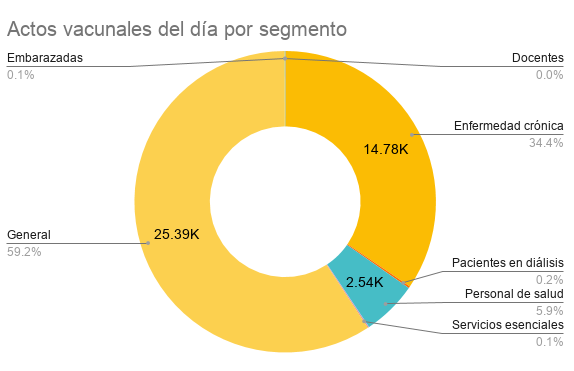 Actos vacunales del día por segmento
Embarazadas
0.1%
Docentes
0.0%
Enfermedad crónica
34.4%
14.78K
General
59.2%
25.39K
Pacientes en diálisis
0.2%
2.54K
Personal de salud
5.9%
Servicios esenciales
0.1%